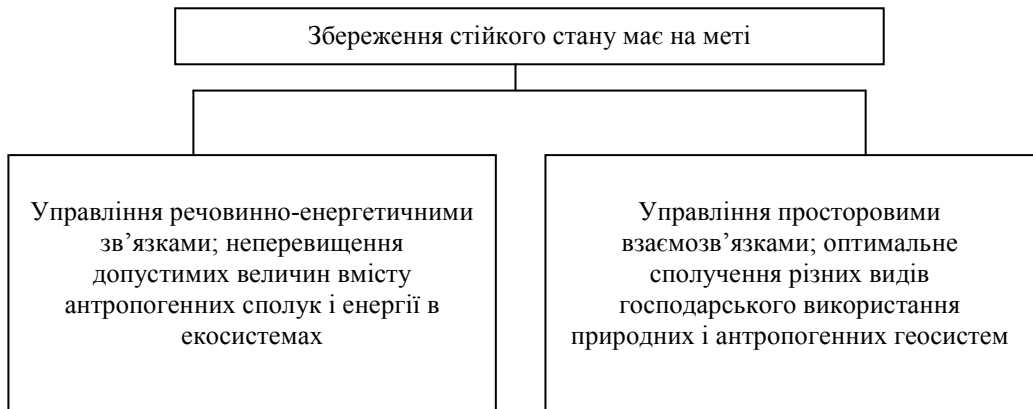 Збереження стійкого стану має на меті
Управління речовинно-енергетичними
зв’язками; неперевищення
допустимих величин вмісту
антропогенних сполук і енергії в
екосистемах
Управління просторовими
взаємозв’язками; оптимальне
сполучення різних видів
господарського використання
природних і антропогенних геосистем